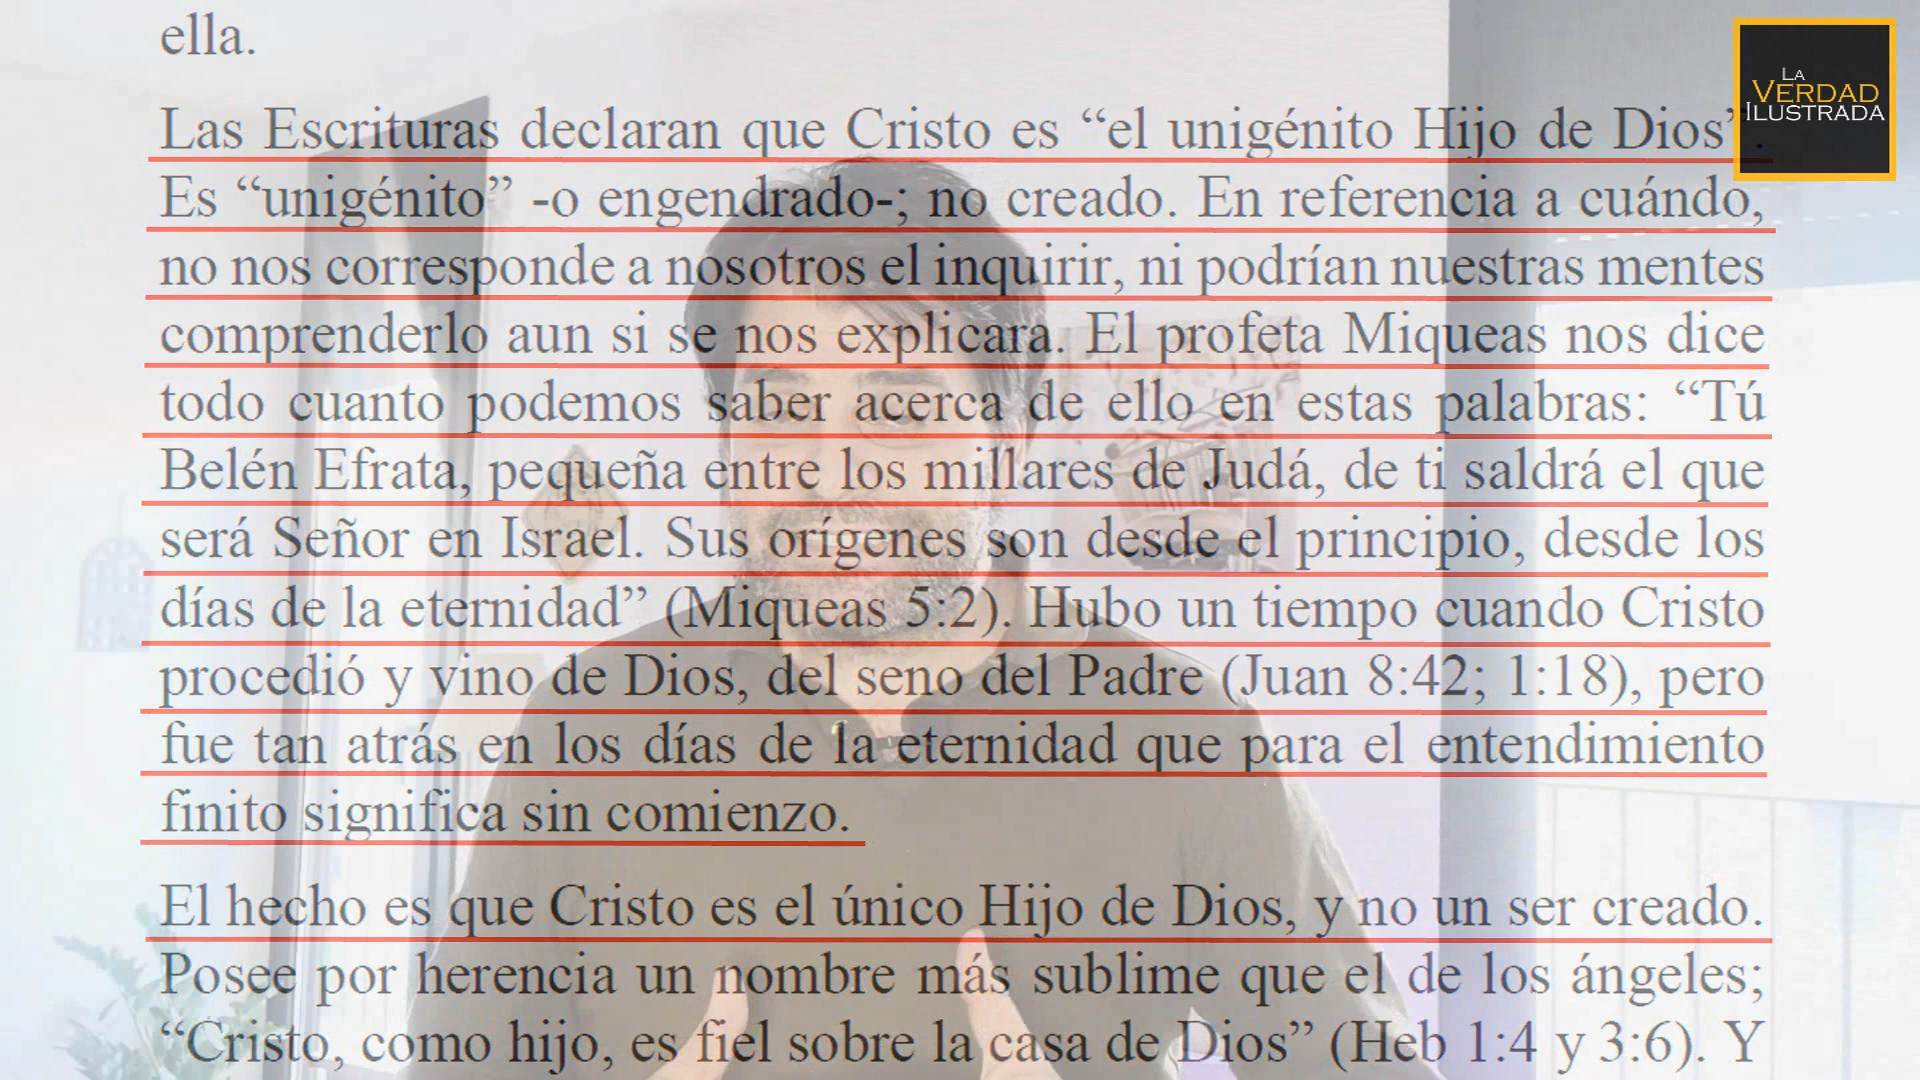 ella.
Las Escrituras declaran que Cristo es “el unigénito Hijo de Dios”.
Es “unigénito” -o engendrado-; no creado. En referencia a cuándo,
no nos corresponde a nosotros el inquirir, ni podrían nuestras mentes
comprenderlo aun si se nos explicara. El profeta Miqueas nos dice
todo cuanto podemos saber acerca de ello en estas palabras: “Tú
Belén Efrata, pequeña entre los millares de Judá, de ti saldrá el que
será Señor en Israel. Sus orígenes son desde el principio, desde los
días de la eternidad” (Miqueas 5:2). Hubo un tiempo cuando Cristo
procedió y vino de Dios, del seno del Padre (Juan 8:42; 1:18), pero
fue tan atrás en los días de la eternidad que para el entendimiento
finito significa sin comienzo.
El hecho es que Cristo es el único Hijo de Dios, y no un ser creado.
Posee por herencia un nombre más sublime que el de los ángeles;
“Cristo, como hijo, es fiel sobre la casa de Dios” (Heb 1:4 y 3:6). Y
LA
VERDAD
ILUSTRADA